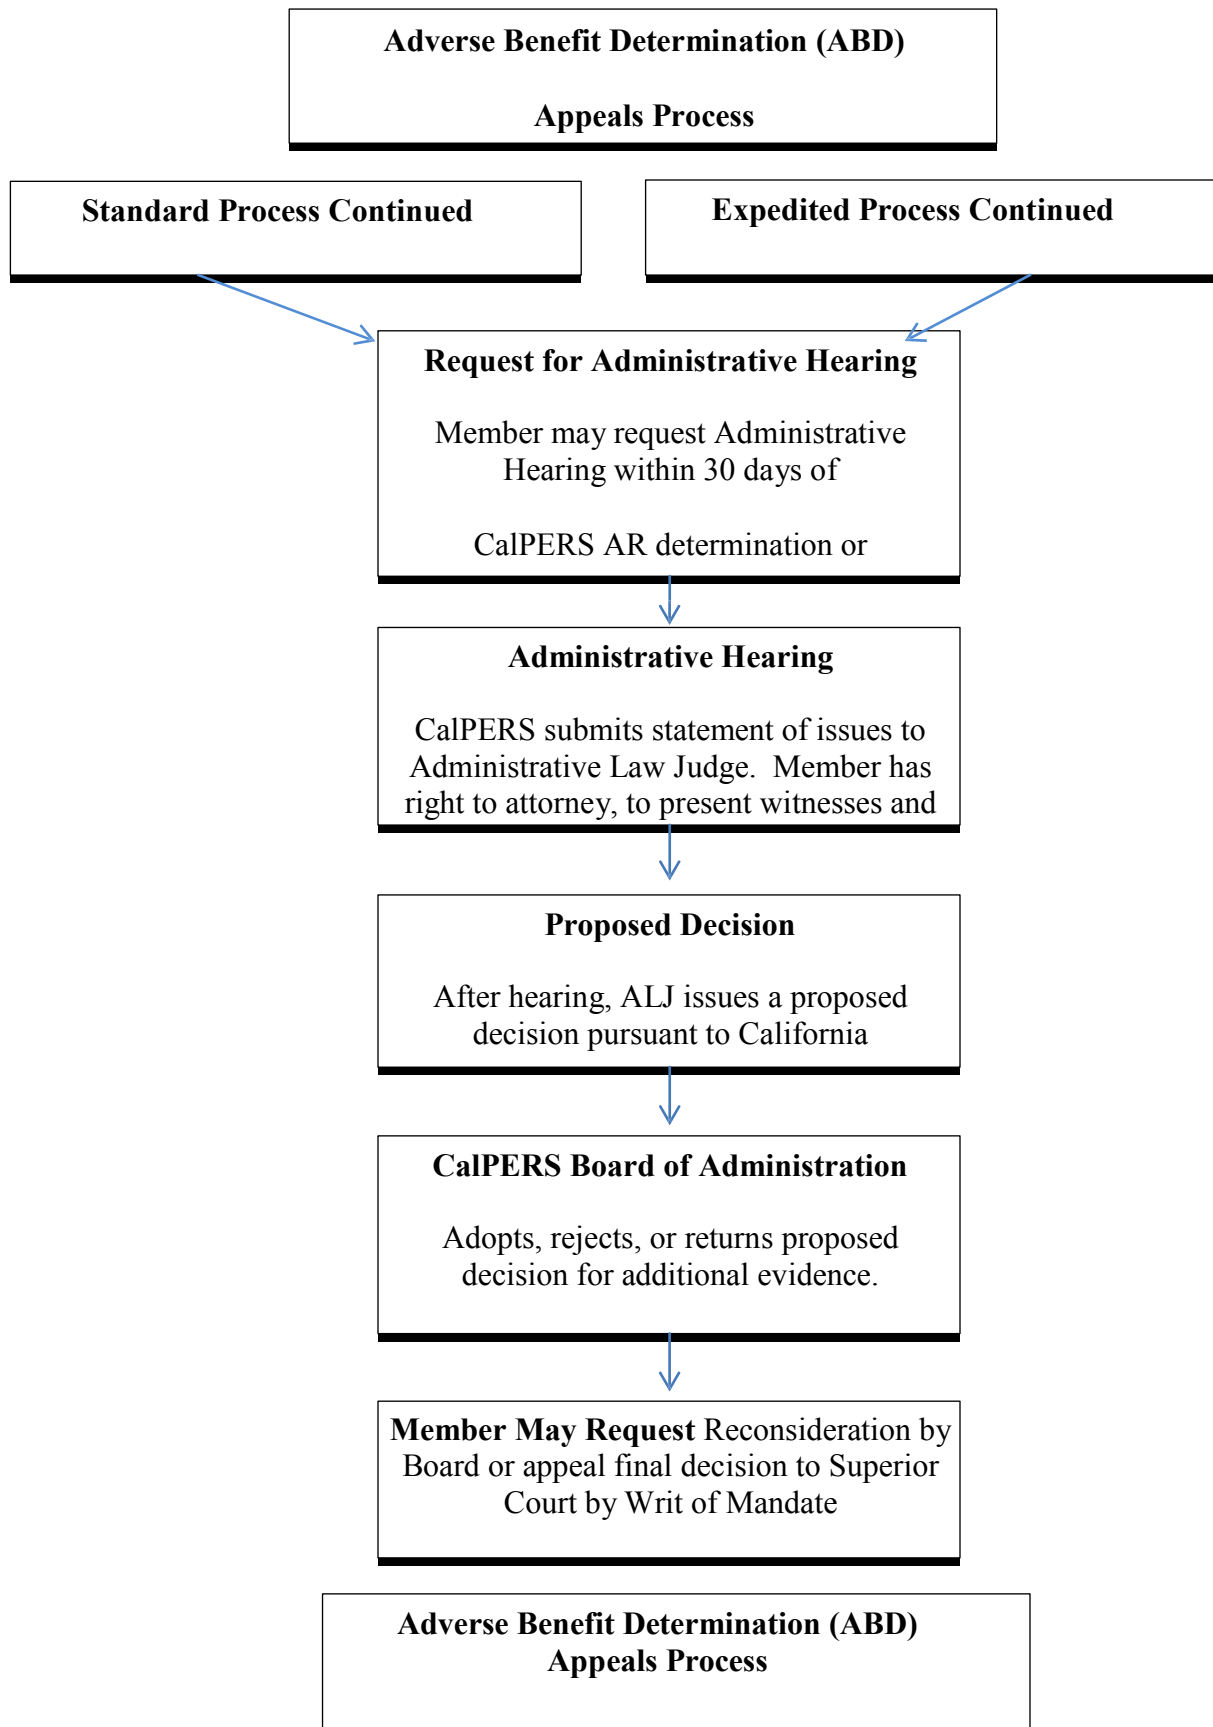 Adverse Benefit Determination (ABD)
Appeals Process
Standard Process Continued
Expedited Process Continued
Request for Administrative Hearing
Member may request Administrative
Hearing within 30 days of
CalPERS AR determination or
Administrative Hearing
CalPERS submits statement of issues to
Administrative Law Judge.  Member has
right to attorney, to present witnesses and
Proposed Decision
After hearing, ALJ issues a proposed
decision pursuant to California
CalPERS Board of Administration
Adopts, rejects, or returns proposed
decision for additional evidence.
Member May Request Reconsideration by
Board or appeal final decision to Superior
Court by Writ of Mandate
Adverse Benefit Determination (ABD)
Appeals Process